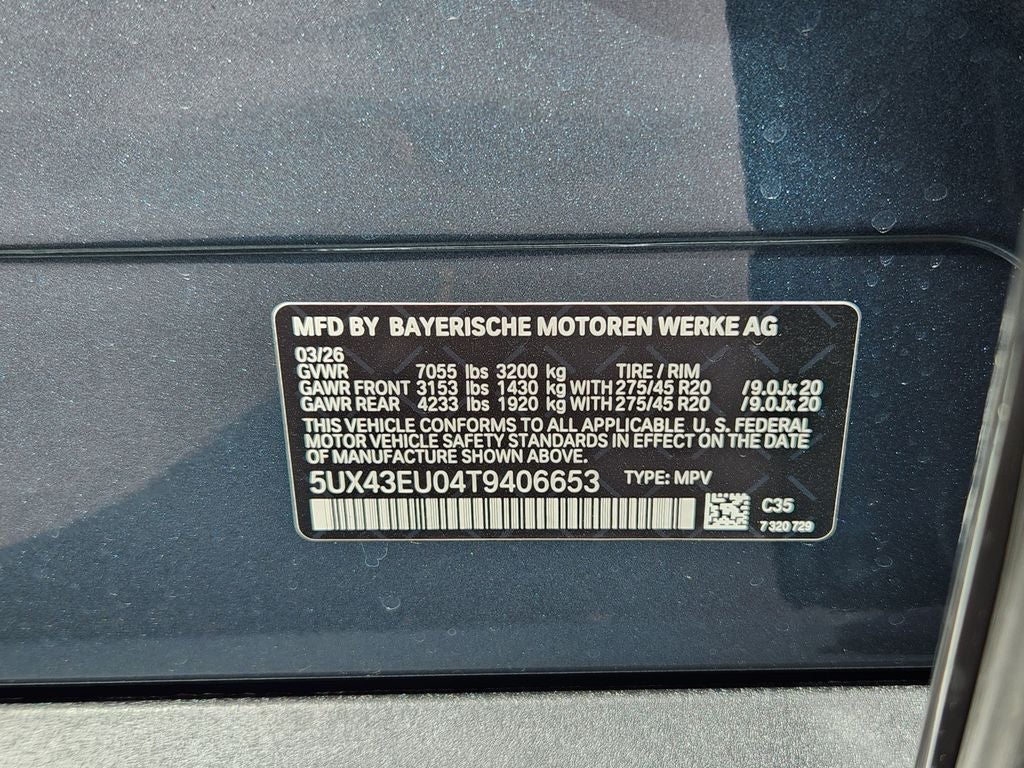 MFD BY BAYERISCHE MOTOREN WERKE AG
03/26
GVWR 7055 lbs 3200 kg TIRE / RIM
GAWR FRONT 3153 lbs 1430 kg WITH 275/45 R20 /9.0Jx20
GAWR REAR 4233 lbs 1920 kg WITH 275/45 R20 /9.0Jx20
THIS VEHICLE CONFORMS TO ALL APPLICABLE U.S. FEDERAL
MOTOR VEHICLE SAFETY STANDARDS IN EFFECT ON THE DATE
OF MANUFACTURE SHOWN ABOVE.
5UX43EU04T9406653 TYPE: MPV
C35
7 320 729